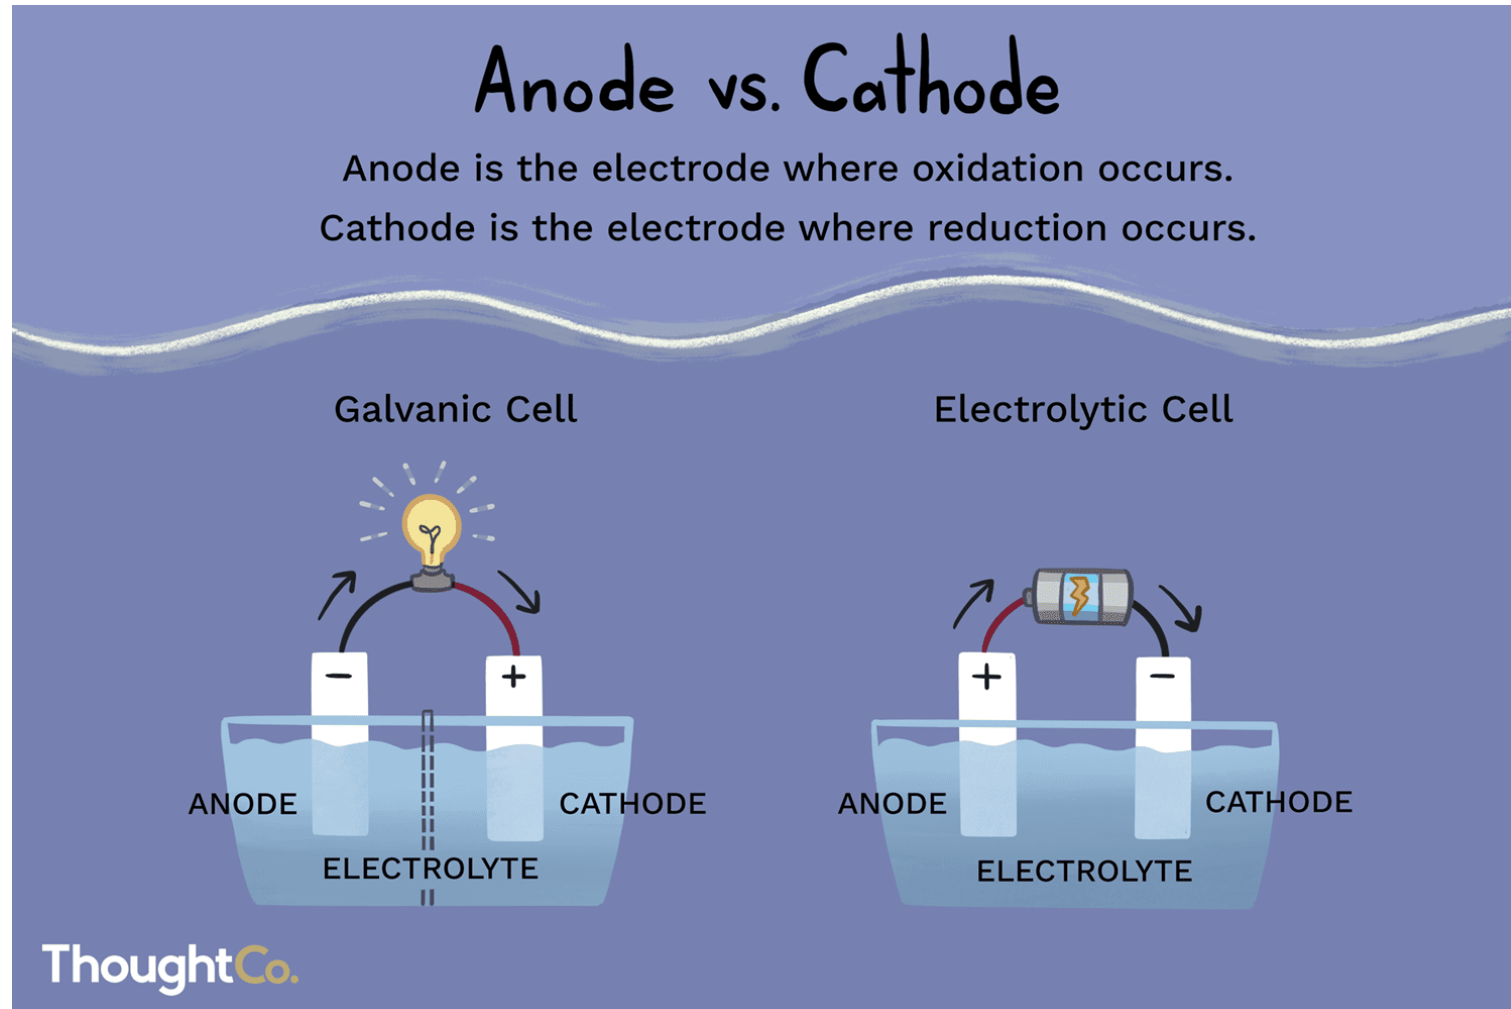 Anode vs. Cathode
Anode is the electrode where oxidation occurs.
Cathode is the electrode where reduction occurs.
Galvanic Cell
−
+
ANODE
CATHODE
ELECTROLYTE
Electrolytic Cell
+
−
ANODE
CATHODE
ELECTROLYTE
ThoughtCo.